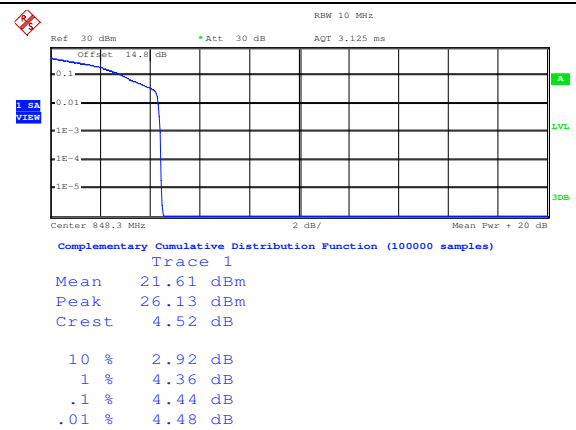 R&S
RBW 10 MHz
Ref 30 dBm *Att 30 dB AQT 3.125 ms
Offset 14.8 dB
0.1
A
1 SA
VIEW
0.01
1E-3
LVL
1E-4
1E-5
3DB
Center 848.3 MHz 2 dB/ Mean Pwr + 20 dB
Complementary Cumulative Distribution Function (100000 samples)
Trace 1
Mean 21.61 dBm
Peak 26.13 dBm
Crest 4.52 dB
10 % 2.92 dB
1 % 4.36 dB
.1 % 4.44 dB
.01 % 4.48 dB